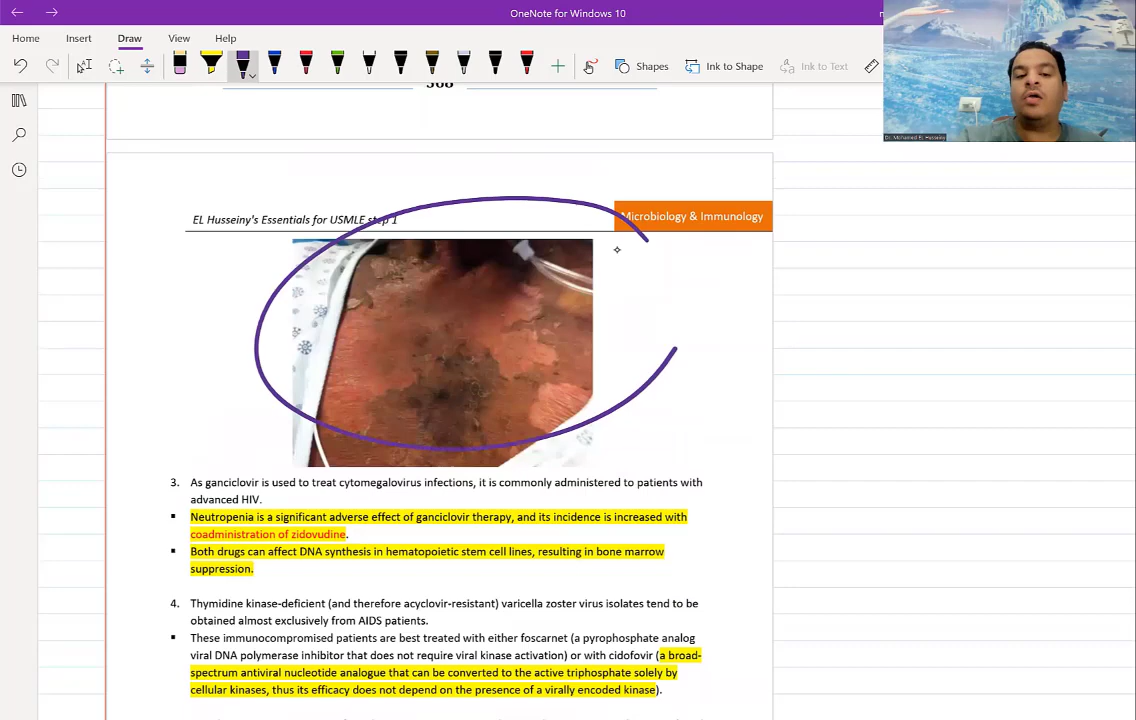 OneNote for Windows 10
Home Insert Draw View Help
Shapes Ink to Shape Ink to Text
Dr. Mohamed EL Husseiny
368
EL Husseiny's Essentials for USMLE step 1
Microbiology & Immunology
3. As ganciclovir is used to treat cytomegalovirus infections, it is commonly administered to patients with
advanced HIV.
▪ Neutropenia is a significant adverse effect of ganciclovir therapy, and its incidence is increased with
coadministration of zidovudine.
▪ Both drugs can affect DNA synthesis in hematopoietic stem cell lines, resulting in bone marrow
suppression.
4. Thymidine kinase-deficient (and therefore acyclovir-resistant) varicella zoster virus isolates tend to be
obtained almost exclusively from AIDS patients.
▪ These immunocompromised patients are best treated with either foscarnet (a pyrophosphate analog
viral DNA polymerase inhibitor that does not require viral kinase activation) or with cidofovir (a broad-
spectrum antiviral nucleotide analogue that can be converted to the active triphosphate solely by
cellular kinases, thus its efficacy does not depend on the presence of a virally encoded kinase).